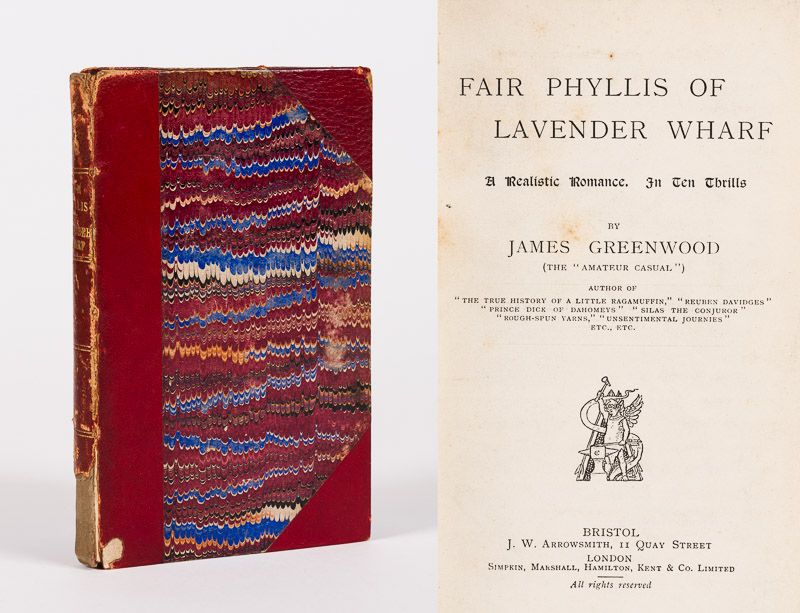 FAIR PHYLLIS OF
LAVENDER WHARF
A Realistic Romance. In Ten Thrills
BY
JAMES GREENWOOD
(THE "AMATEUR CASUAL")
AUTHOR OF
"THE TRUE HISTORY OF A LITTLE RAGAMUFFIN," "REUBEN DAVIDGES"
"PRINCE DICK OF DAHOMEYS" "SILAS THE CONJUROR"
"ROUGH-SPUN YARNS," "UNSENTIMENTAL JOURNIES"
ETC., ETC.
BRISTOL
J. W. ARROWSMITH, 11 QUAY STREET
LONDON
SIMPKIN, MARSHALL, HAMILTON, KENT & CO. LIMITED
All rights reserved